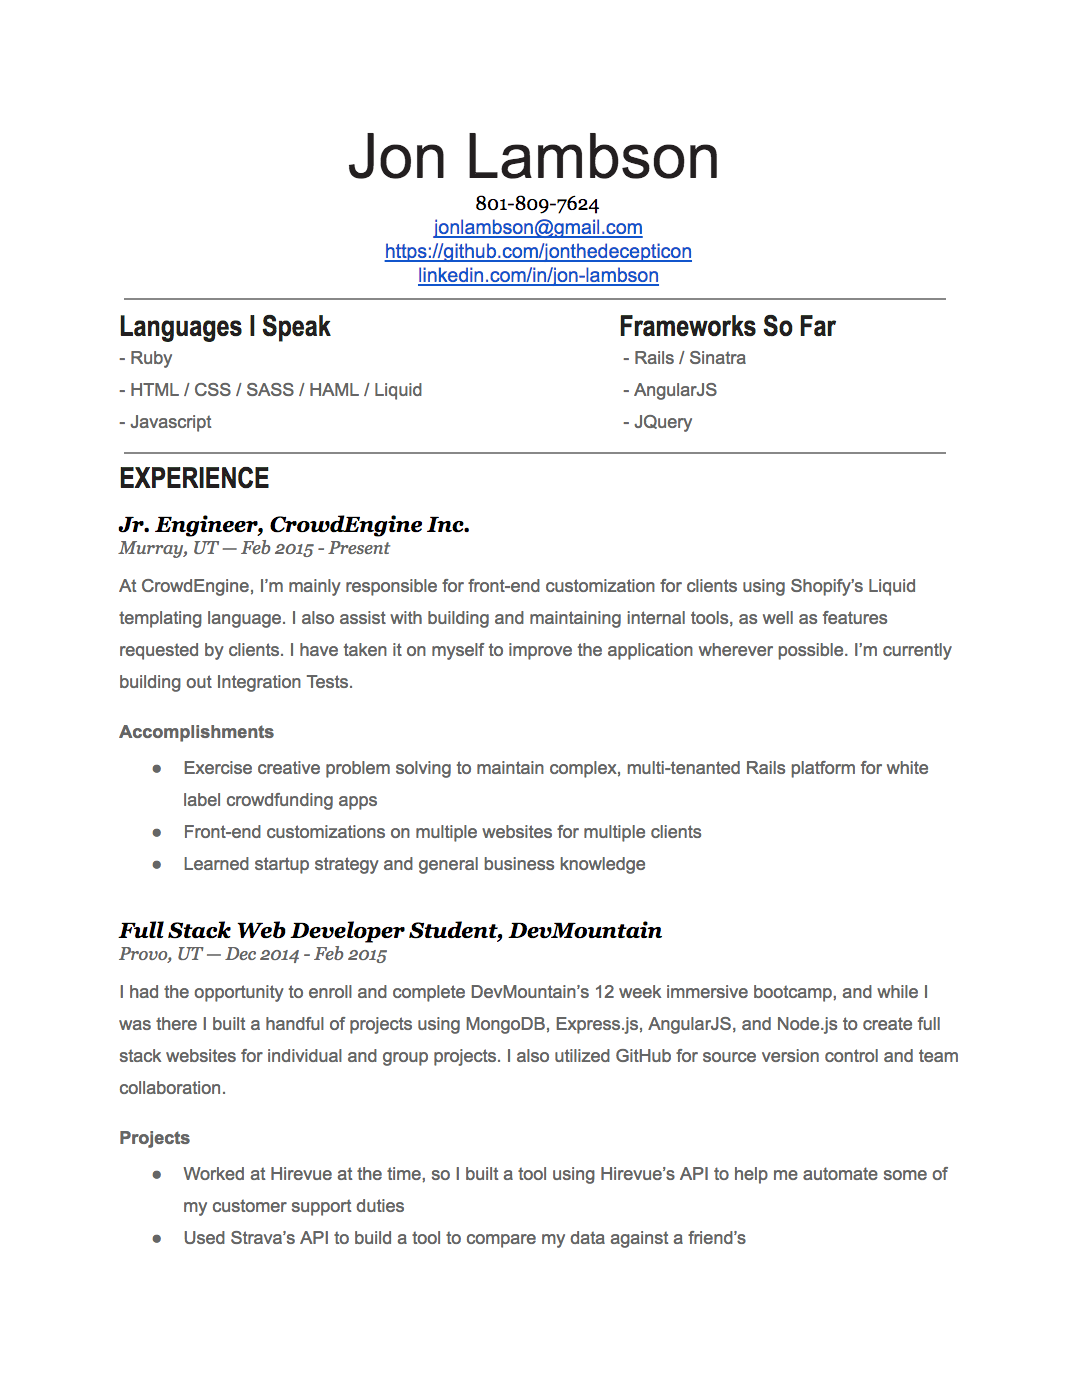 Jon Lambson
801-809-7624
jonlambson@gmail.com
https://github.com/jonthedecepticon
linkedin.com/in/jon-lambson
Languages I Speak
- Ruby
- HTML / CSS / SASS / HAML / Liquid
- Javascript
Frameworks So Far
- Rails / Sinatra
- AngularJS
- JQuery
EXPERIENCE
Jr. Engineer, CrowdEngine Inc.
Murray, UT — Feb 2015 - Present
At CrowdEngine, I’m mainly responsible for front-end customization for clients using Shopify’s Liquid
templating language. I also assist with building and maintaining internal tools, as well as features
requested by clients. I have taken it on myself to improve the application wherever possible. I’m currently
building out Integration Tests.
Accomplishments
● Exercise creative problem solving to maintain complex, multi-tenanted Rails platform for white
label crowdfunding apps
● Front-end customizations on multiple websites for multiple clients
● Learned startup strategy and general business knowledge
Full Stack Web Developer Student, DevMountain
Provo, UT — Dec 2014 - Feb 2015
I had the opportunity to enroll and complete DevMountain’s 12 week immersive bootcamp, and while I
was there I built a handful of projects using MongoDB, Express.js, AngularJS, and Node.js to create full
stack websites for individual and group projects. I also utilized GitHub for source version control and team
collaboration.
Projects
● Worked at Hirevue at the time, so I built a tool using Hirevue’s API to help me automate some of
my customer support duties
● Used Strava’s API to build a tool to compare my data against a friend’s